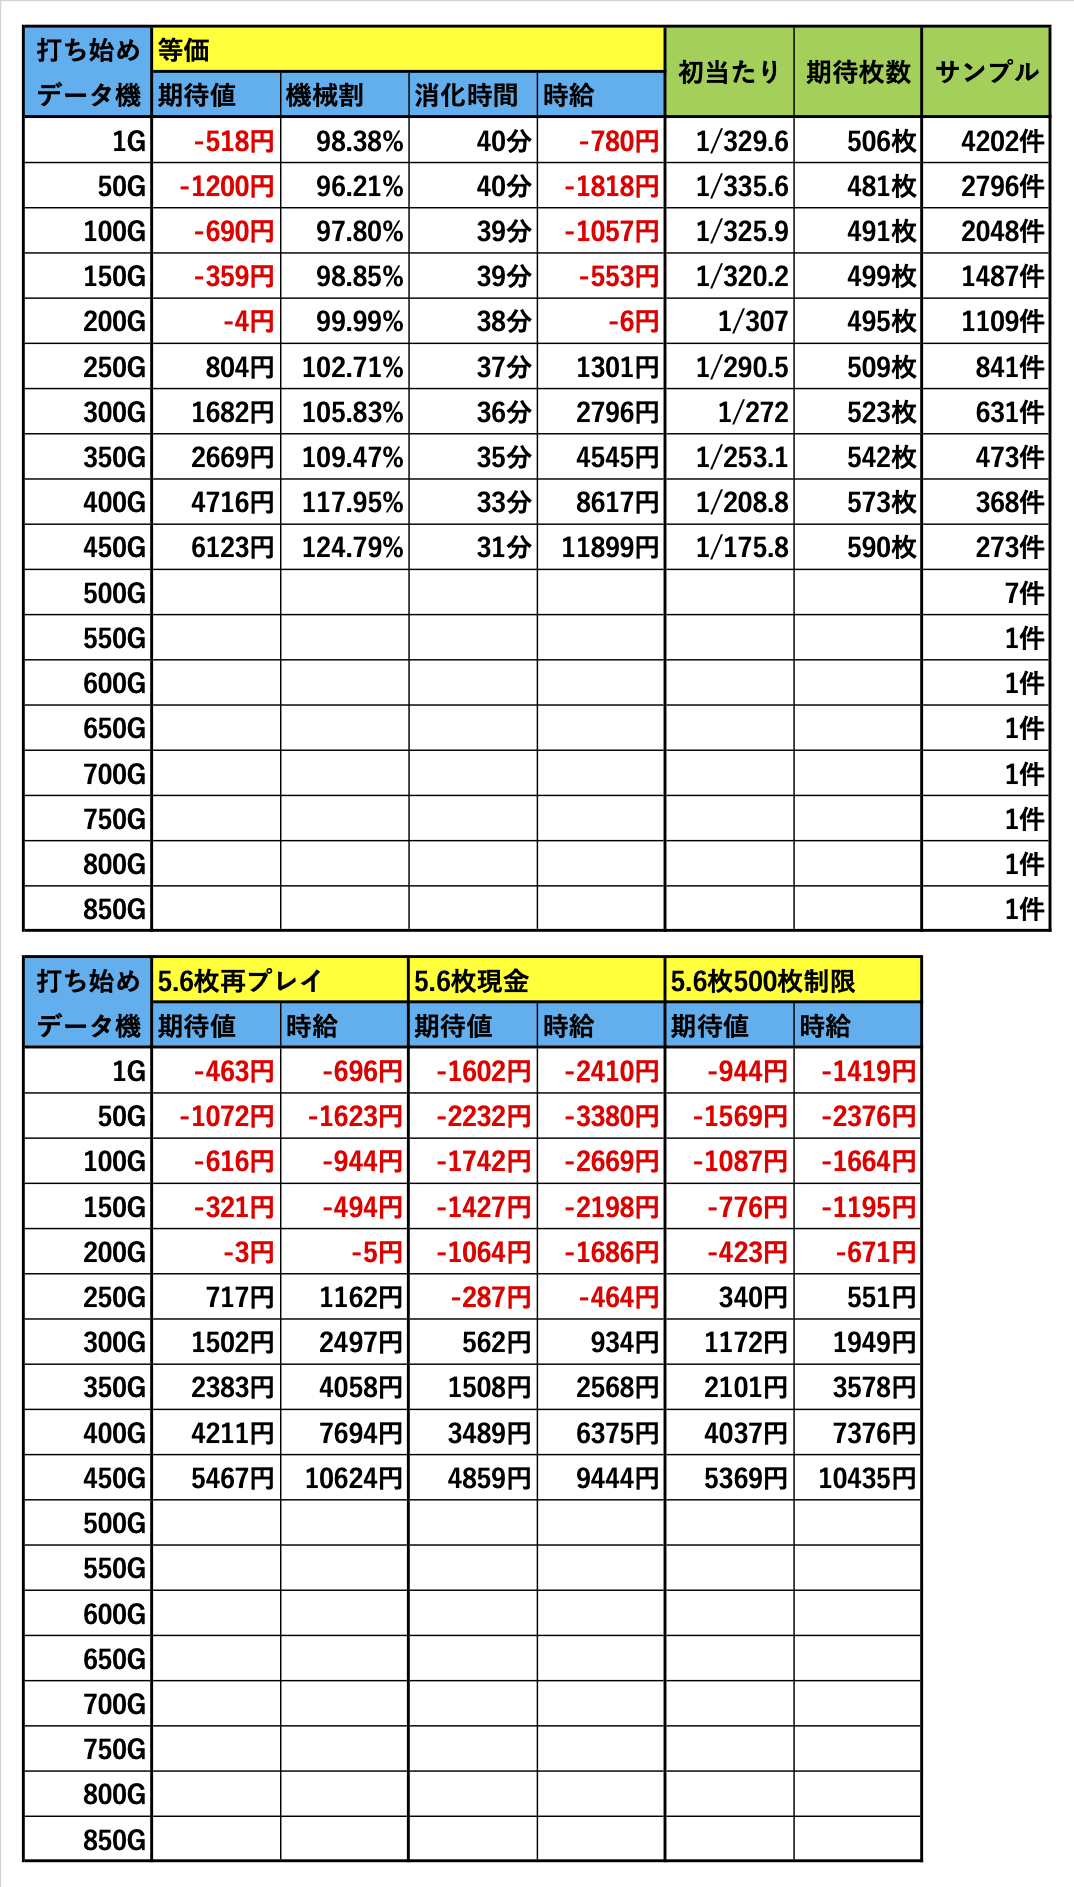 打ち始め 等価 初当たり 期待枚数 サンプル
データ機 期待値 機械割 消化時間 時給
1G -518円 98.38% 40分 -780円 1/329.6 506枚 4202件
50G -1200円 96.21% 40分 -1818円 1/335.6 481枚 2796件
100G -690円 97.80% 39分 -1057円 1/325.9 491枚 2048件
150G -359円 98.85% 39分 -553円 1/320.2 499枚 1487件
200G -4円 99.99% 38分 -6円 1/307 495枚 1109件
250G 804円 102.71% 37分 1301円 1/290.5 509枚 841件
300G 1682円 105.83% 36分 2796円 1/272 523枚 631件
350G 2669円 109.47% 35分 4545円 1/253.1 542枚 473件
400G 4716円 117.95% 33分 8617円 1/208.8 573枚 368件
450G 6123円 124.79% 31分 11899円 1/175.8 590枚 273件
500G 7件
550G 1件
600G 1件
650G 1件
700G 1件
750G 1件
800G 1件
850G 1件
打ち始め 5.6枚再プレイ 5.6枚現金 5.6枚500枚制限
データ機 期待値 時給 期待値 時給 期待値 時給
1G -463円 -696円 -1602円 -2410円 -944円 -1419円
50G -1072円 -1623円 -2232円 -3380円 -1569円 -2376円
100G -616円 -944円 -1742円 -2669円 -1087円 -1664円
150G -321円 -494円 -1427円 -2198円 -776円 -1195円
200G -3円 -5円 -1064円 -1686円 -423円 -671円
250G 717円 1162円 -287円 -464円 340円 551円
300G 1502円 2497円 562円 934円 1172円 1949円
350G 2383円 4058円 1508円 2568円 2101円 3578円
400G 4211円 7694円 3489円 6375円 4037円 7376円
450G 5467円 10624円 4859円 9444円 5369円 10435円
500G
550G
600G
650G
700G
750G
800G
850G